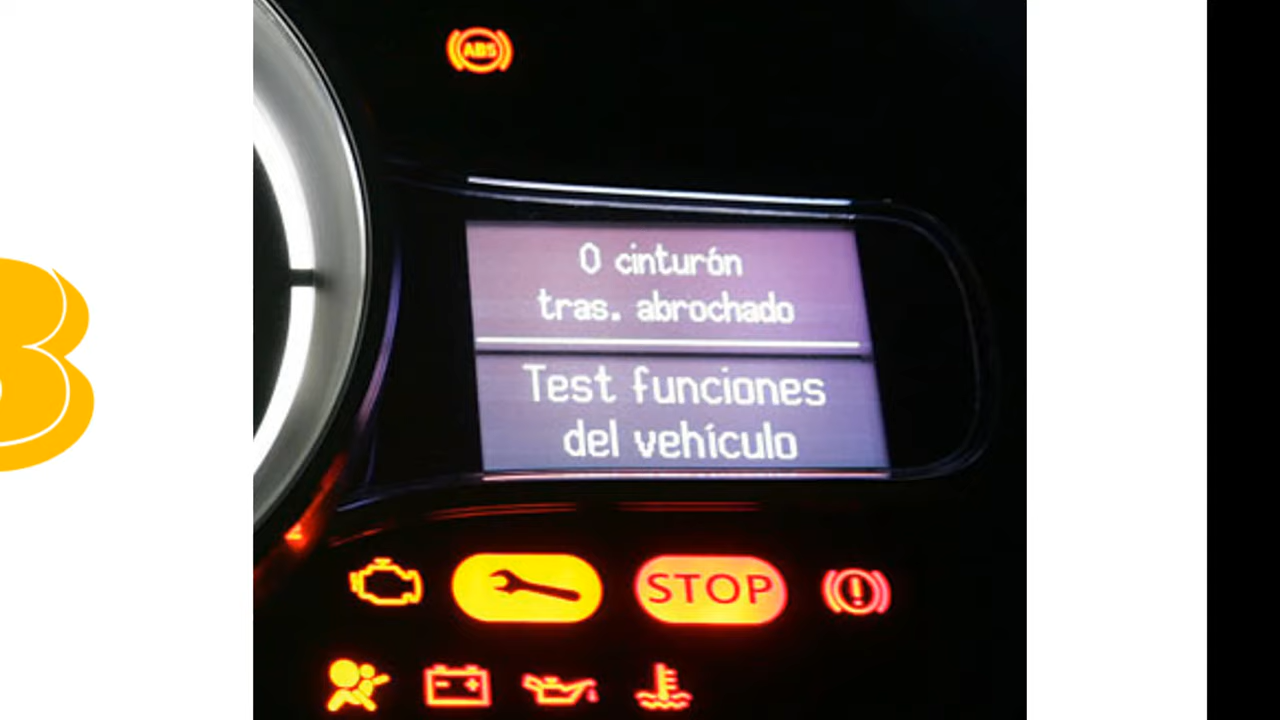 ABS
0 cinturón
tras. abrochado
Test funciones
del vehículo
STOP